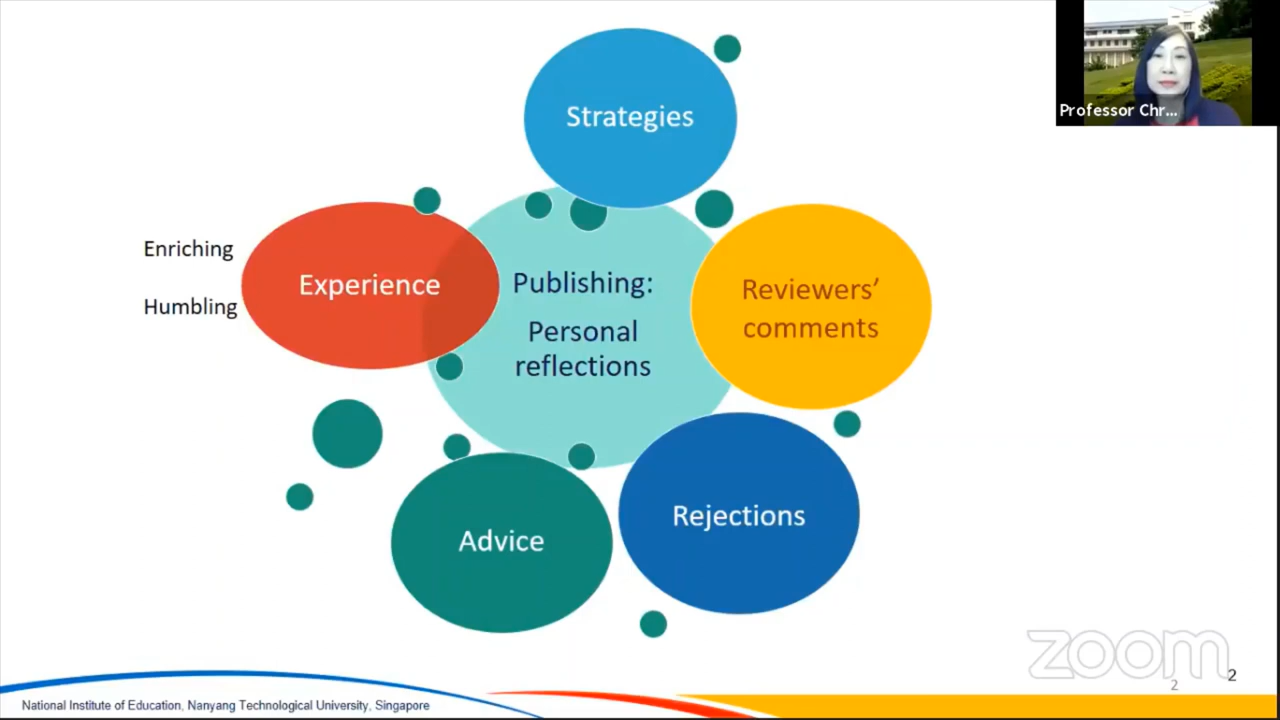 Strategies
Professor Chr...
Enriching
Humbling
Experience
Publishing:
Personal
reflections
Reviewers’
comments
Advice
Rejections
zoom
2
2
National Institute of Education, Nanyang Technological University, Singapore